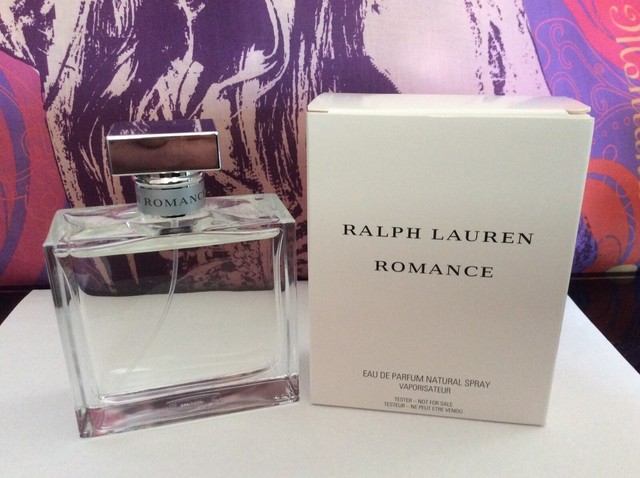 ROMANCE
RALPH LAUREN
ROMANCE
EAU DE PARFUM NATURAL SPRAY
VAPORISATEUR
TESTER - NOT FOR SALE
TESTEUR - NE PEUT ETRE VENDU